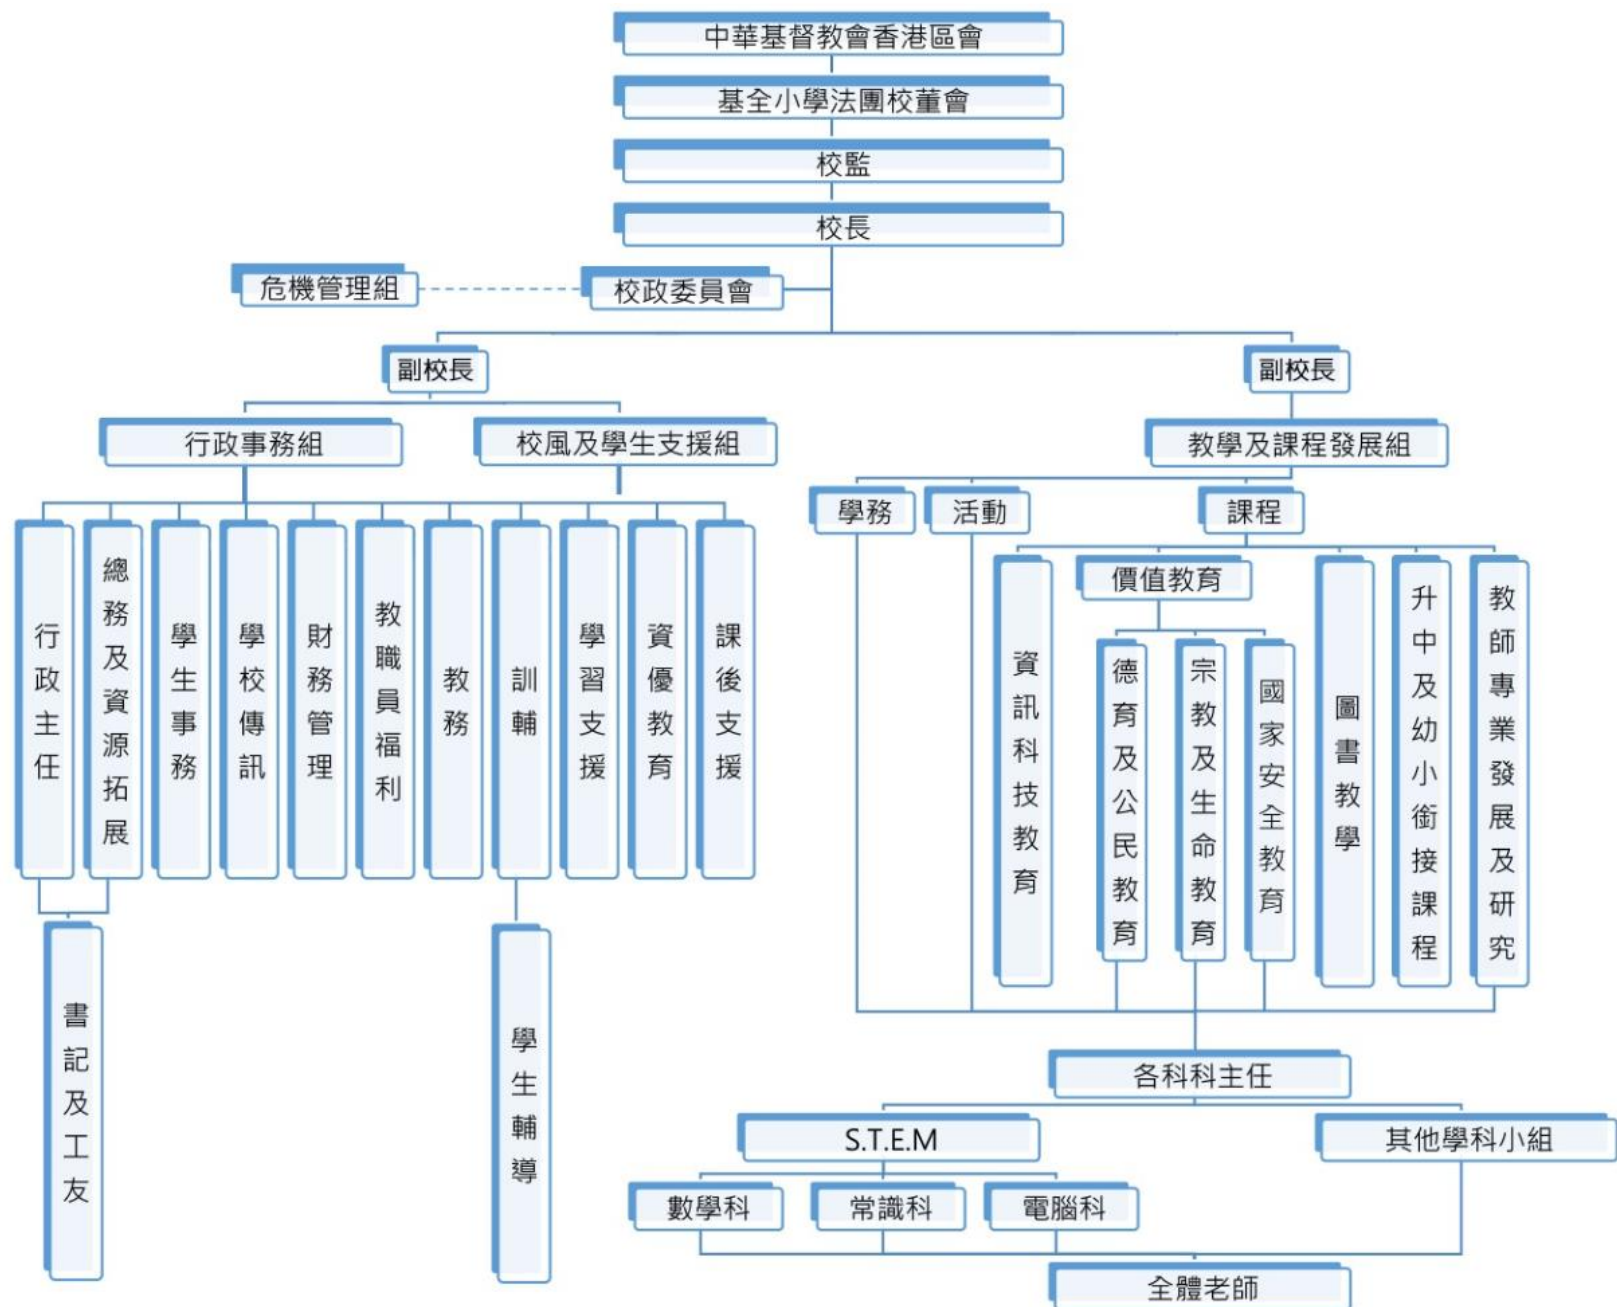 中華基督教會香港區會
基全小學法團校董會
校監
校長
危機管理組
校政委員會
副校長
副校長
行政事務組
校風及學生支援組
教學及課程發展組
學務
活動
課程
行政主任
總務及資源拓展
學生事務
學校傳訊
財務管理
教職員福利
教務
訓輔
學習支援
資優教育
課後支援
資訊科技教育
價值教育
德育及公民教育
宗教及生命教育
國家安全教育
圖書教學
升中及幼小銜接課程
教師專業發展及研究
書記及工友
學生輔導
各科科主任
S.T.E.M
其他學科小組
數學科
常識科
電腦科
全體老師